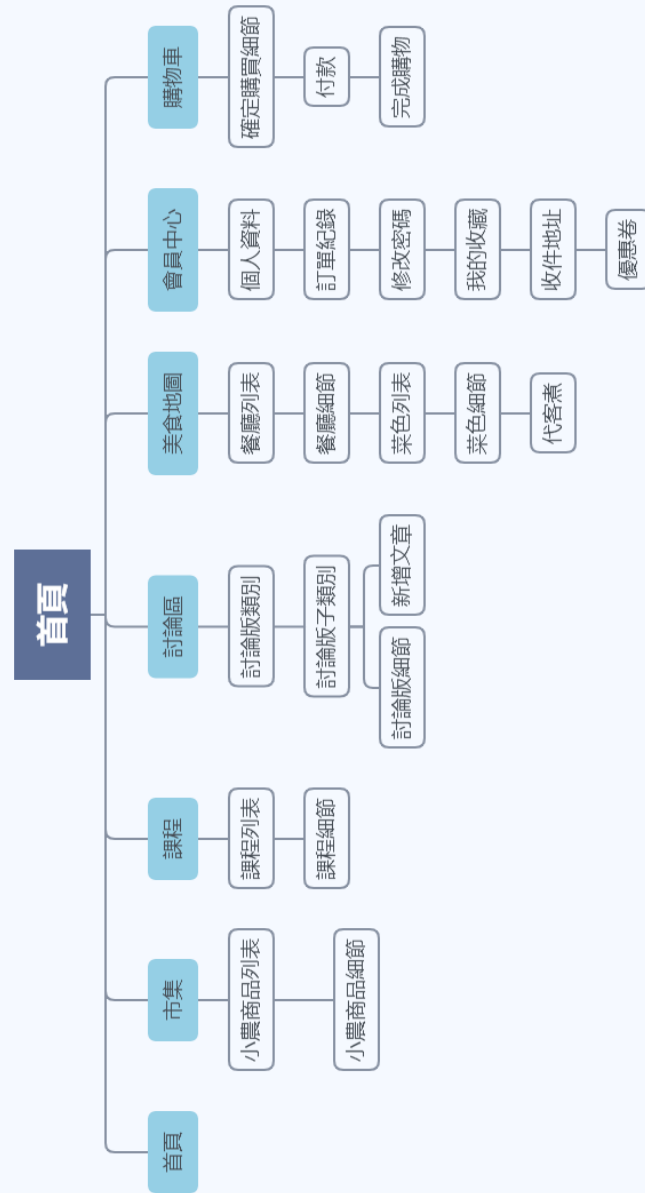 首頁
首頁
市集
小農商品列表
小農商品細節
課程
課程列表
課程細節
討論區
討論版類別
討論版子類別
討論版細節
新增文章
美食地圖
餐廳列表
餐廳細節
菜色列表
菜色細節
代客煮
會員中心
個人資料
訂單紀錄
修改密碼
我的收藏
收件地址
優惠卷
購物車
確定購買細節
付款
完成購物